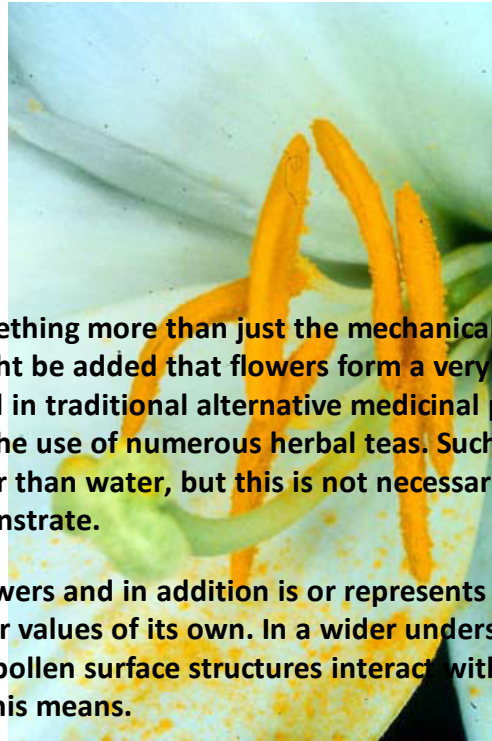 ething more than just the mechanical
ht be added that flowers form a very
l in traditional alternative medicinal p
he use of numerous herbal teas. Such
r than water, but this is not necessar
nstrate.
wers and in addition is or represents
r values of its own. In a wider unders
pollen surface structures interact with
his means.